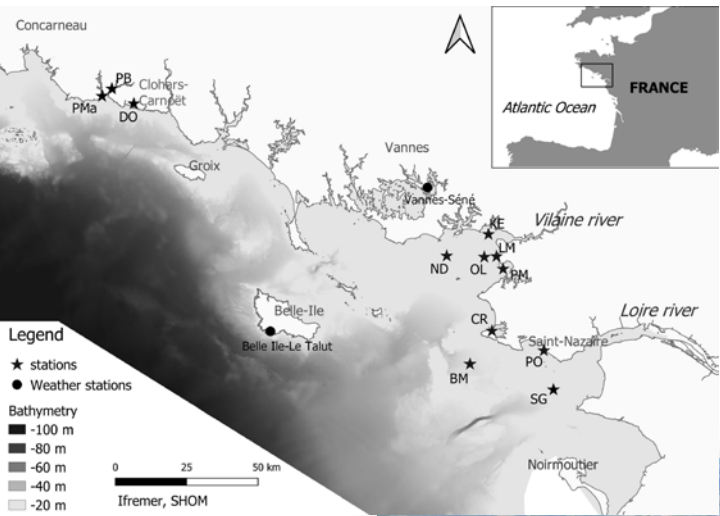 Concarneau
PB
Clohars-
Carnoët
PMa
DO
Groix
Vannes
Vannes-Séné
KE
Vilaine river
LM
ND
OL
PM
Belle-Ile
Belle Ile-Le Talut
CR
Loire river
Saint-Nazaire
PO
BM
SG
Noirmoutier
FRANCE
Atlantic Ocean
Legend
stations
Weather stations
Bathymetry
-100 m
-80 m
-60 m
-40 m
-20 m
0 25 50 km
Ifremer, SHOM